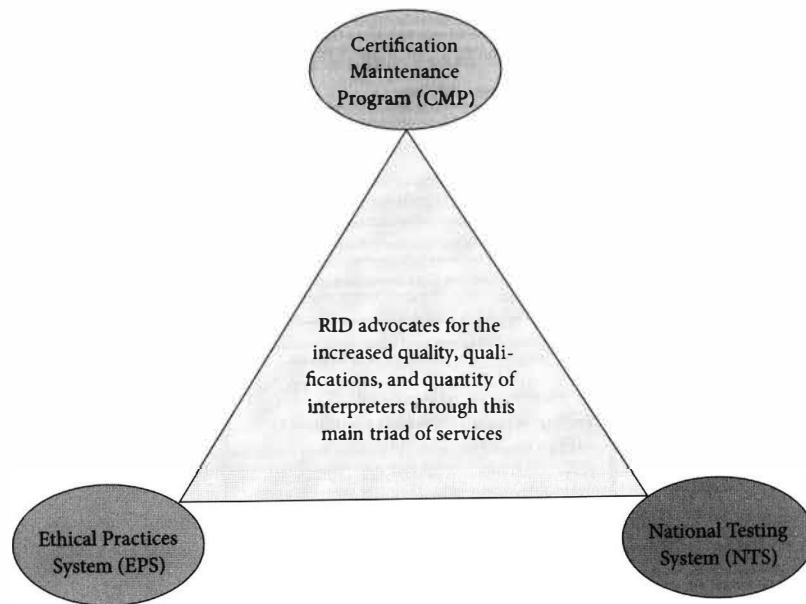 Certification
Maintenance
Program (CMP)
RID advocates for the
increased quality, quali-
fications, and quantity of
interpreters through this
main triad of services
Ethical Practices
System (EPS)
National Testing
System (NTS)